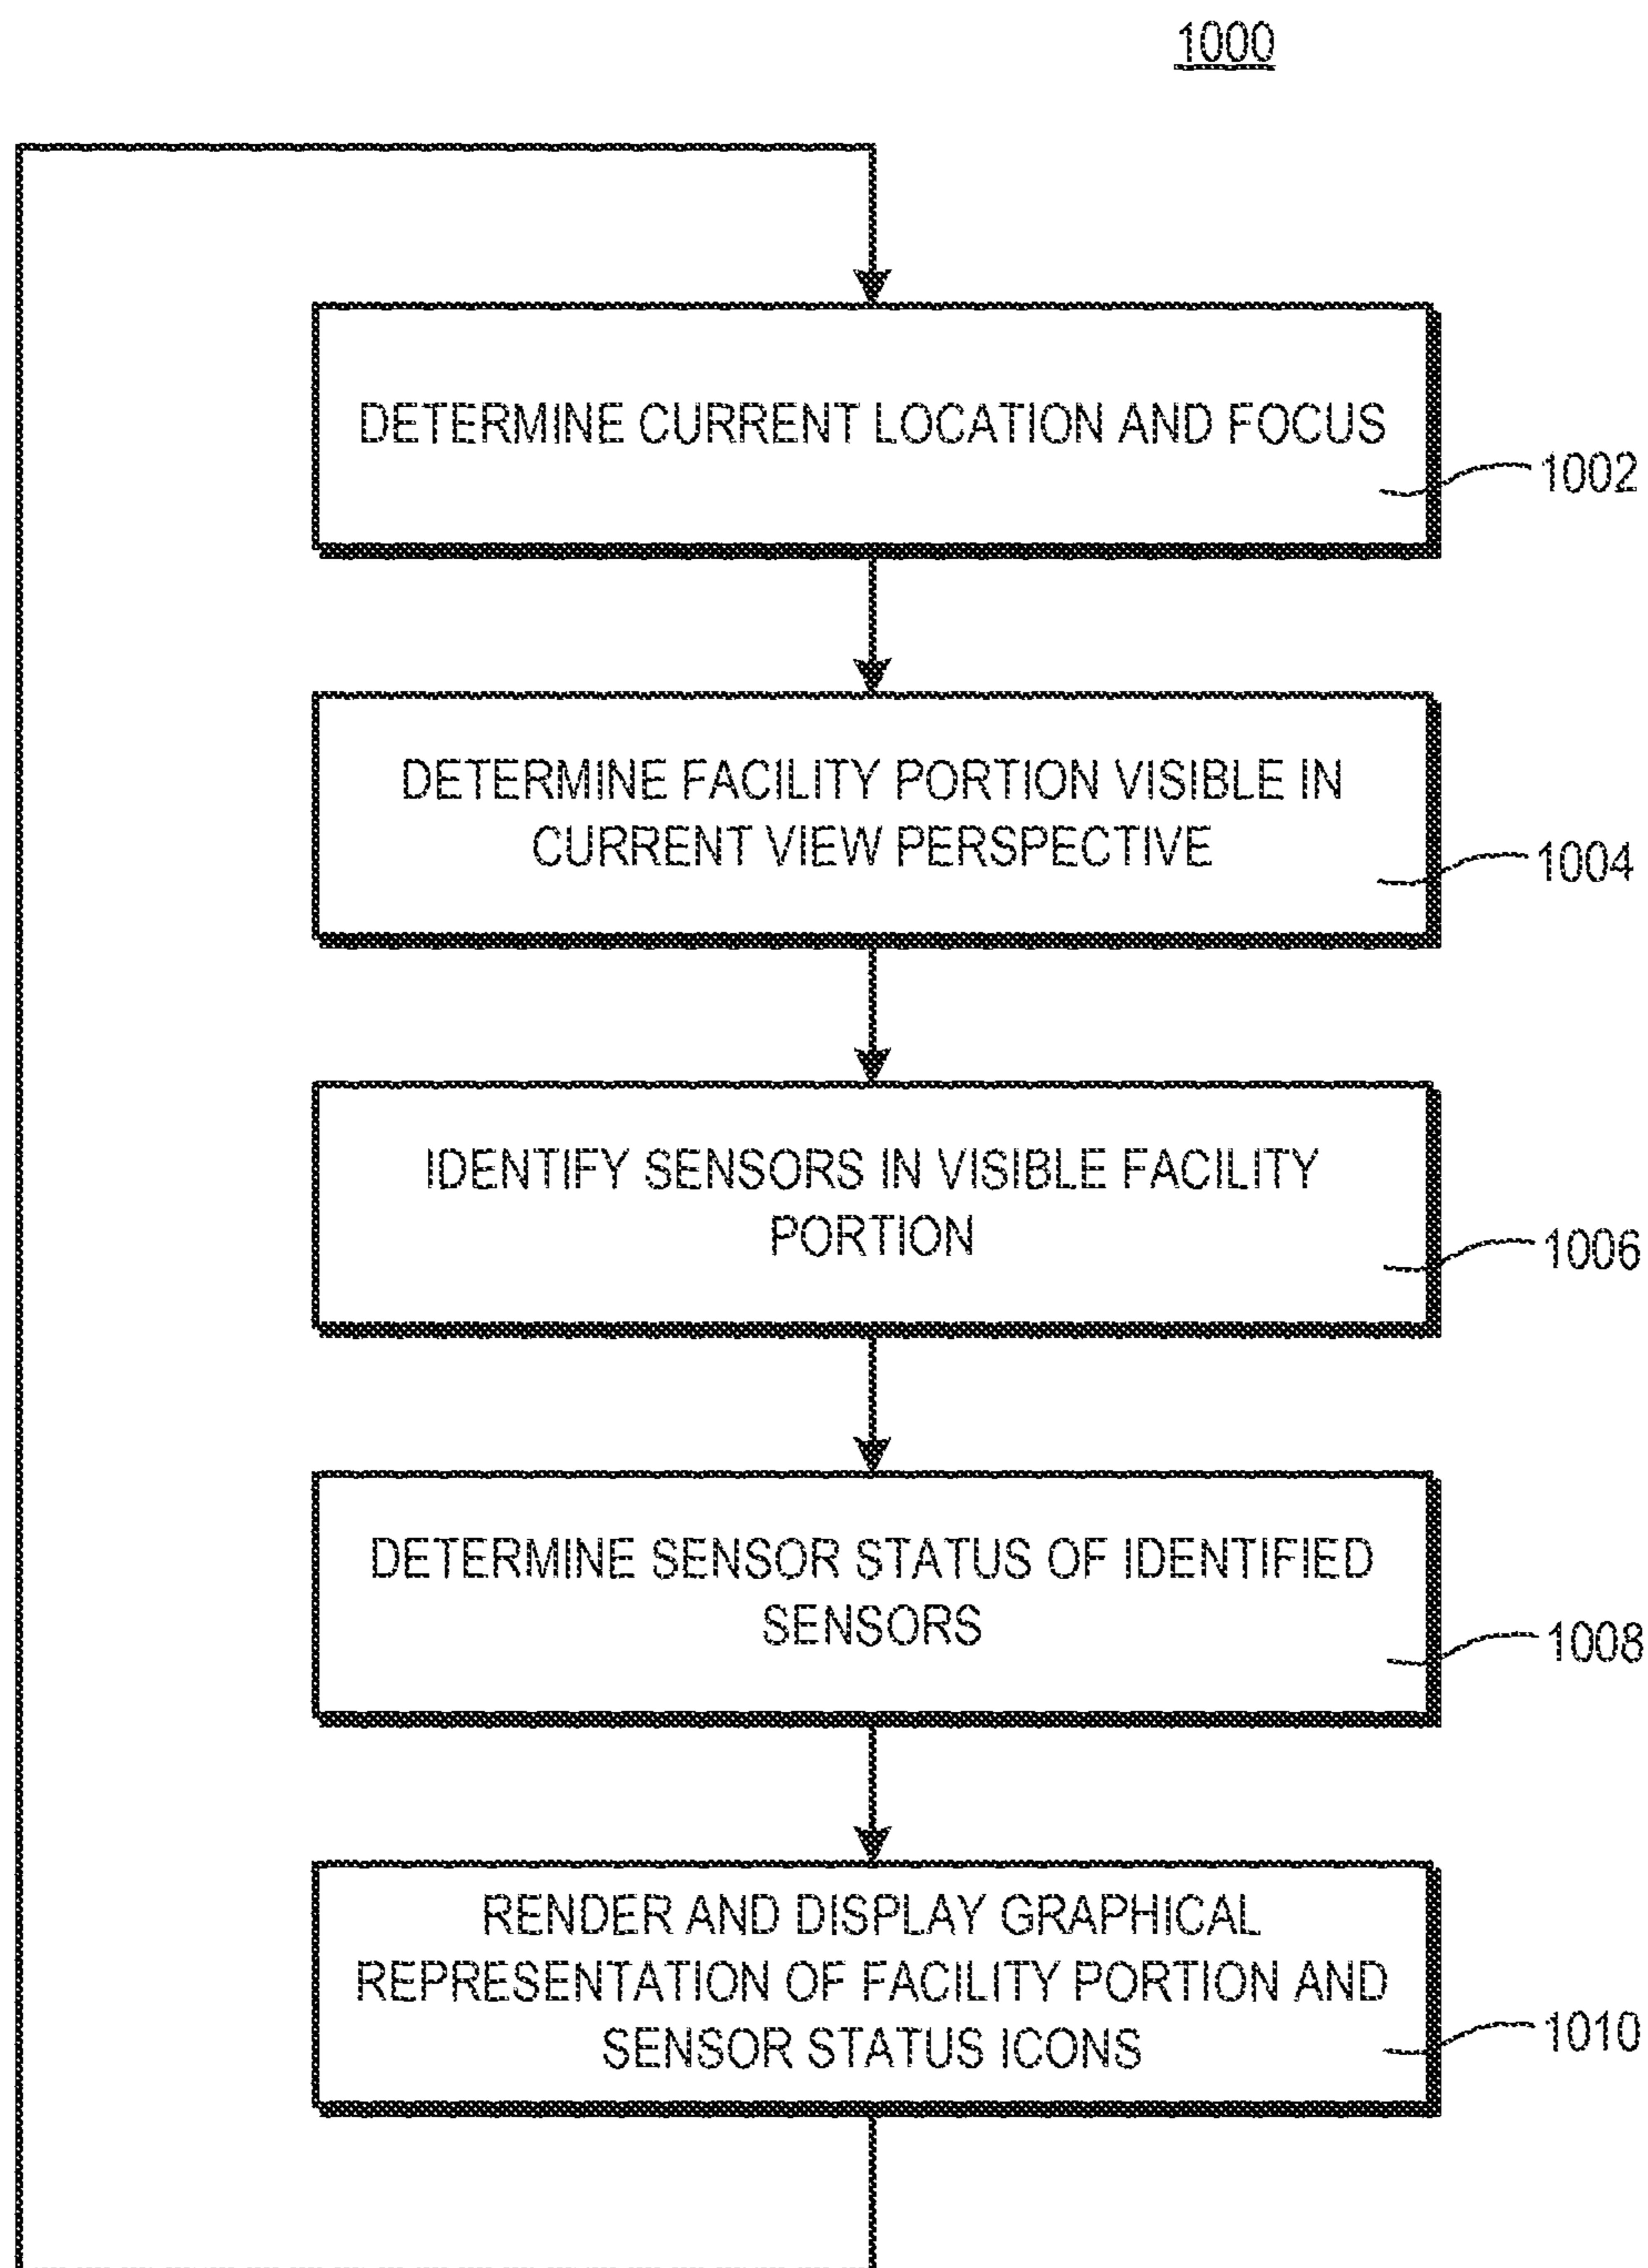 1000
DETERMINE CURRENT LOCATION AND FOCUS
1002
DETERMINE FACILITY PORTION VISIBLE IN
CURRENT VIEW PERSPECTIVE
1004
IDENTIFY SENSORS IN VISIBLE FACILITY
PORTION
1006
DETERMINE SENSOR STATUS OF IDENTIFIED
SENSORS
1008
RENDER AND DISPLAY GRAPHICAL
REPRESENTATION OF FACILITY PORTION AND
SENSOR STATUS ICONS
1010